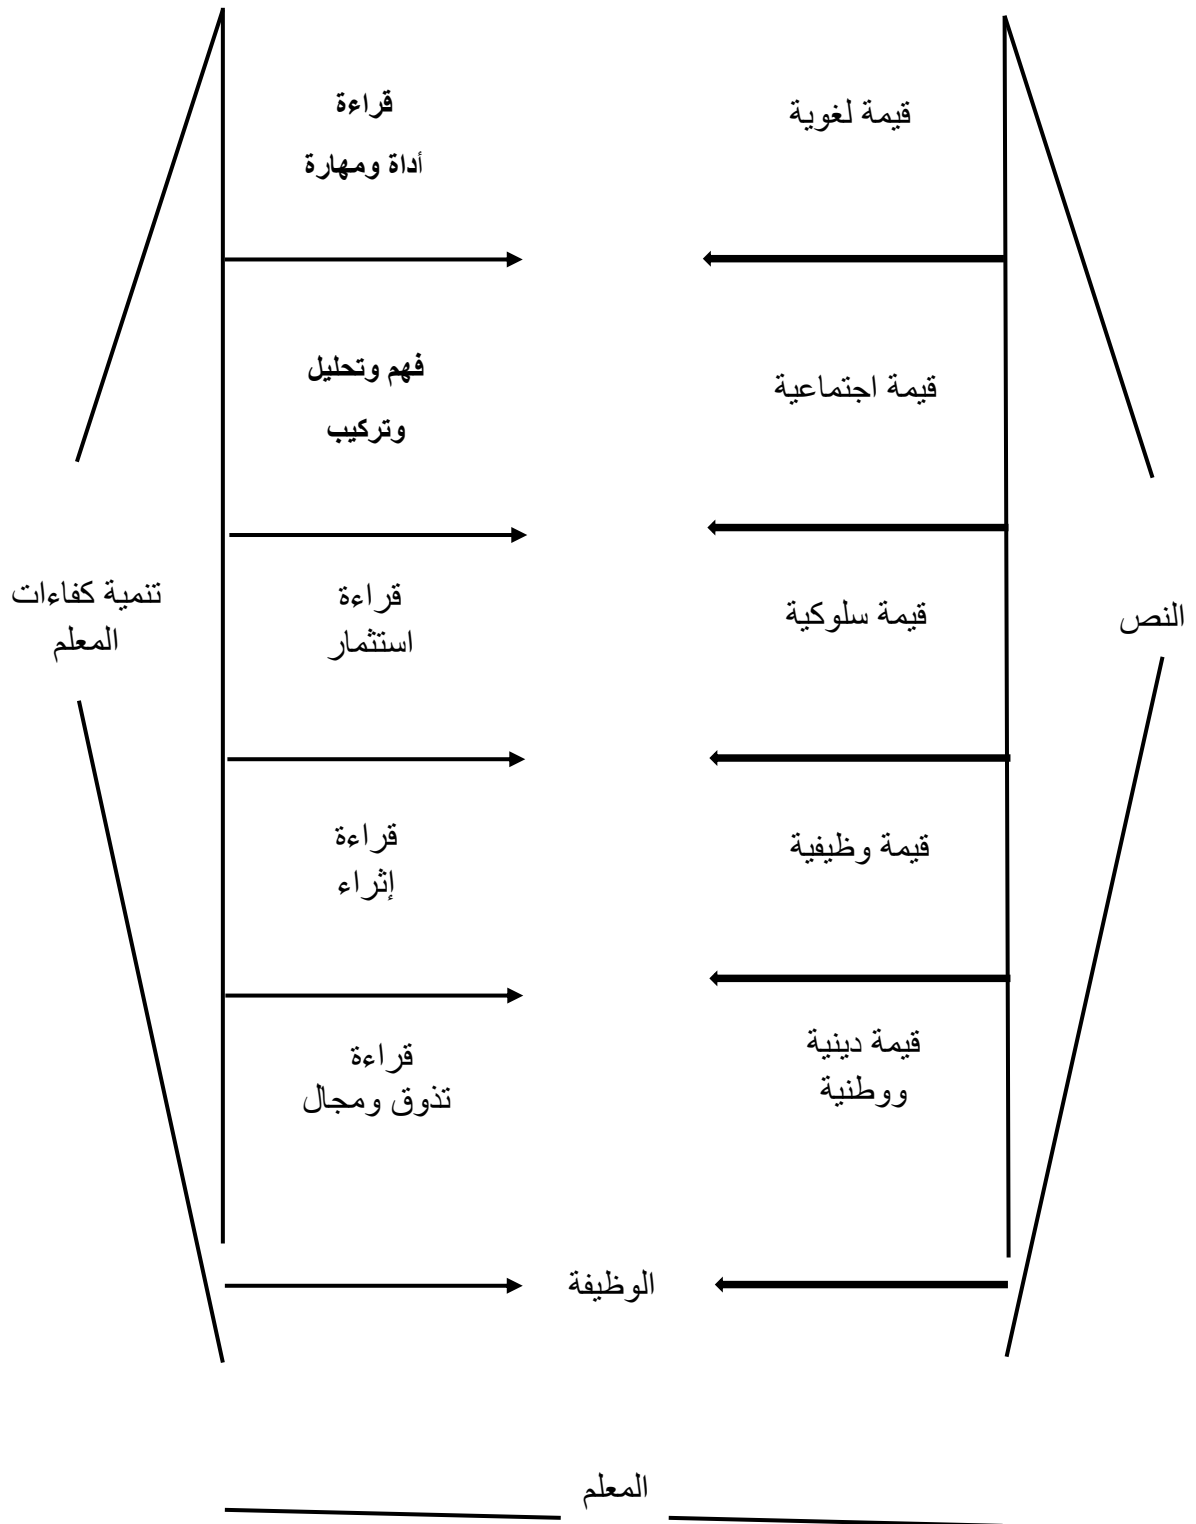 قيمة لغوية
قراءة
أداة ومهارة
قيمة اجتماعية
فهم وتحليل
وتركيب
النص
قيمة سلوكية
قراءة
استثمار
تنمية كفاءات
المعلم
قيمة وظيفية
قراءة
إثراء
قيمة دينية
ووطنية
قراءة
تذوق ومجال
الوظيفة
المعلم